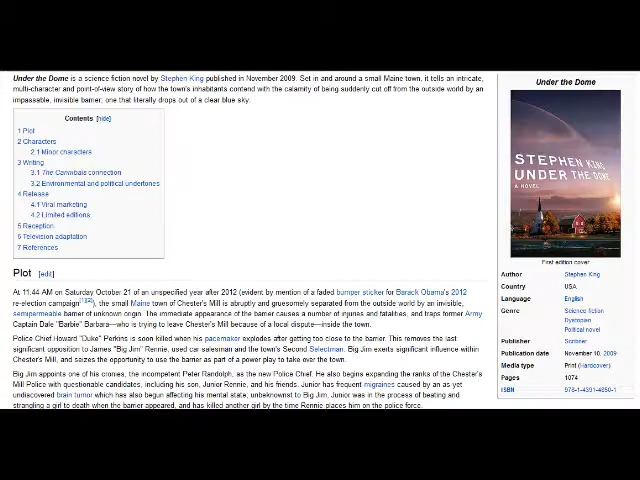 Under the Dome is a science fiction novel by Stephen King published in November 2009. Set in and around a small Maine town, it tells an intricate,
multi-character and point-of-view story of how the town's inhabitants contend with the calamity of being suddenly cut off from the outside world by an
impassable, invisible barrier; one that literally drops out of a clear blue sky.
Contents [hide]
1 Plot
2 Characters
2.1 Minor characters
3 Writing
3.1 The Cannibals connection
3.2 Environmental and political undertones
4 Release
4.1 Viral marketing
4.2 Limited editions
5 Reception
6 Television adaptation
7 References
Plot [edit]
At 11:44 AM on Saturday October 21 of an unspecified year after 2012 (evident by mention of a faded bumper sticker for Barack Obama's 2012
re-election campaign[1][2]), the small Maine town of Chester's Mill is abruptly and gruesomely separated from the outside world by an invisible,
semipermeable barrier of unknown origin. The immediate appearance of the barrier causes a number of injuries and fatalities, and traps former Army
Captain Dale "Barbie" Barbara—who is trying to leave Chester's Mill because of a local dispute—inside the town.
Police Chief Howard "Duke" Perkins is soon killed when his pacemaker explodes after getting too close to the barrier. This removes the last
significant opposition to James "Big Jim" Rennie, used car salesman and the town's Second Selectman. Big Jim exerts significant influence within
Chester's Mill, and seizes the opportunity to use the barrier as part of a power play to take over the town.
Big Jim appoints one of his cronies, the incompetent Peter Randolph, as the new Police Chief. He also begins expanding the ranks of the Chester's
Mill Police with questionable candidates, including his son, Junior Rennie, and his friends. Junior has frequent migraines caused by an as-yet
undiscovered brain tumor which has also begun affecting his mental state; unbeknownst to Big Jim, Junior was in the process of beating and
strangling a girl to death when the barrier appeared, and has killed another girl by the time Rennie places him on the police force.
Under the Dome
STEPHEN KING
UNDER THE DOME
A NOVEL
First edition cover
Author Stephen King
Country USA
Language English
Genre Science fiction
Dystopian
Political novel
Publisher Scribner
Publication date November 10, 2009
Media type Print (Hardcover)
Pages 1074
ISBN 978-1-4391-4850-1